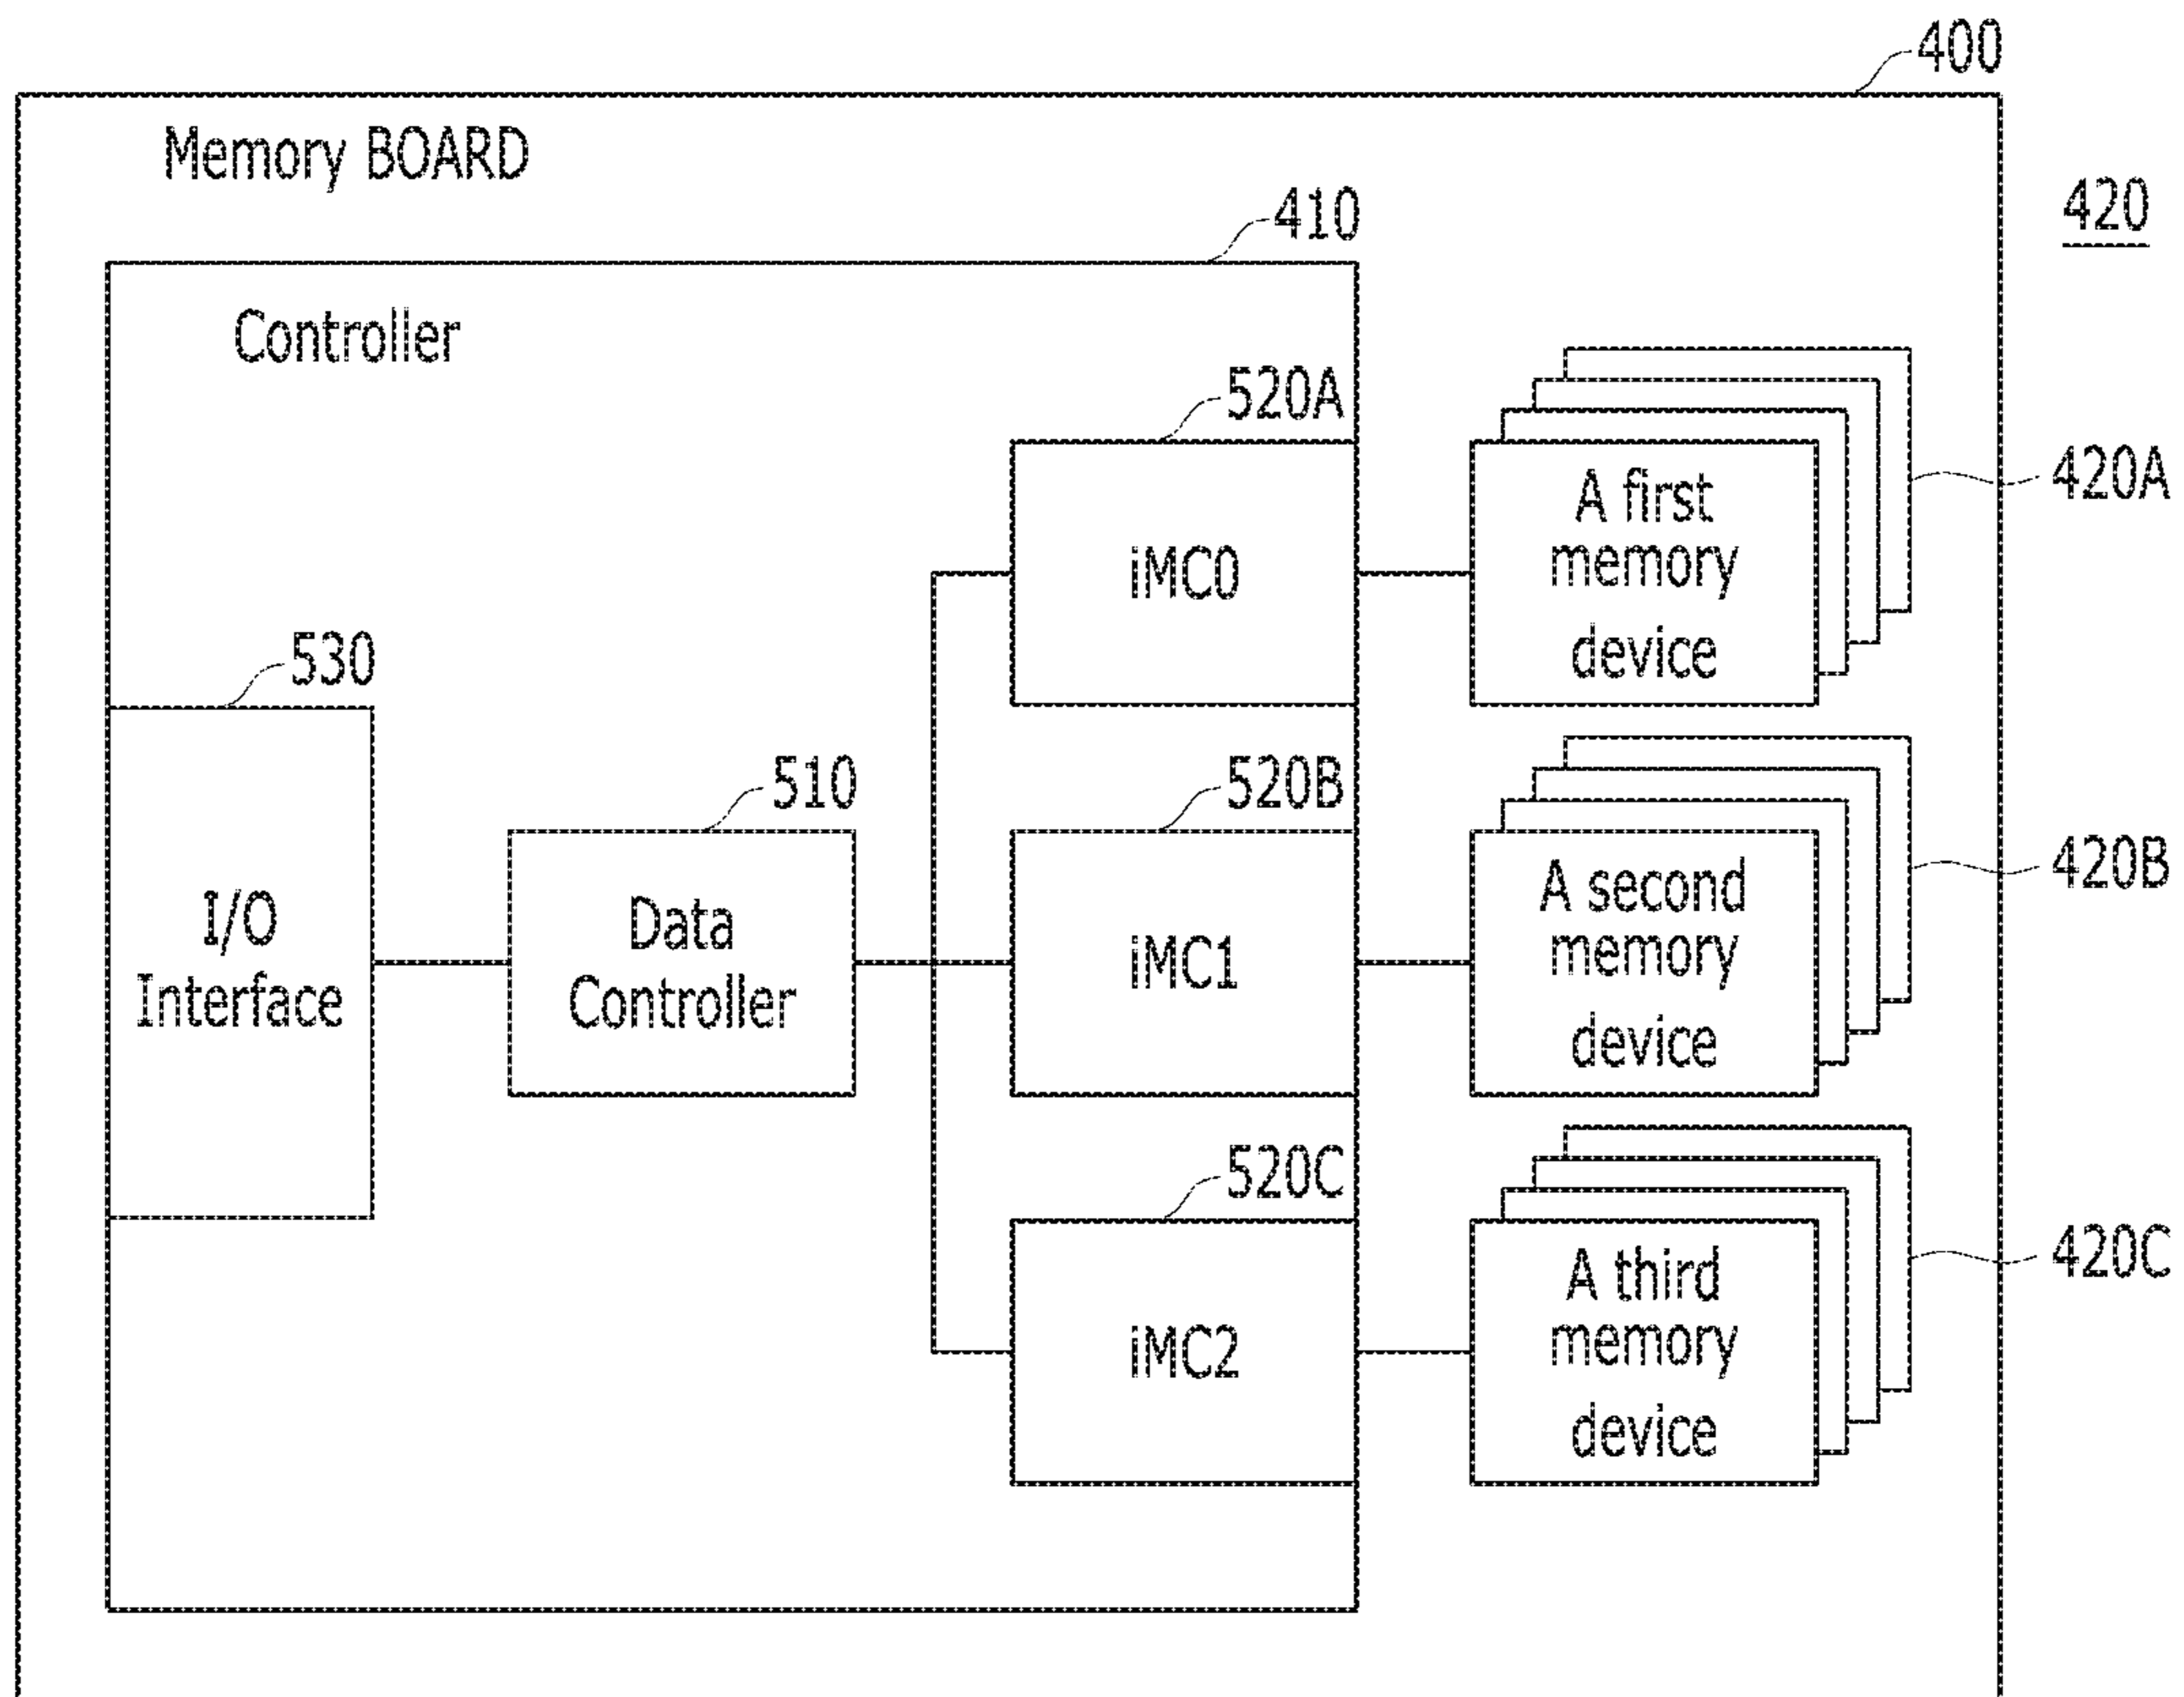 400
Memory BOARD
420
410
Controller
520A
A first
memory
device
420A
iMC0
530
510
520B
I/O
Interface
Data
Controller
iMC1
A second
memory
device
420B
520C
iMC2
A third
memory
device
420C